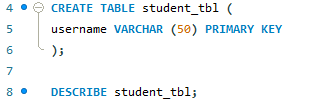 4 CREATE TABLE student_tbl (
5 username VARCHAR (50) PRIMARY KEY
6 );
7
8 DESCRIBE student_tbl;